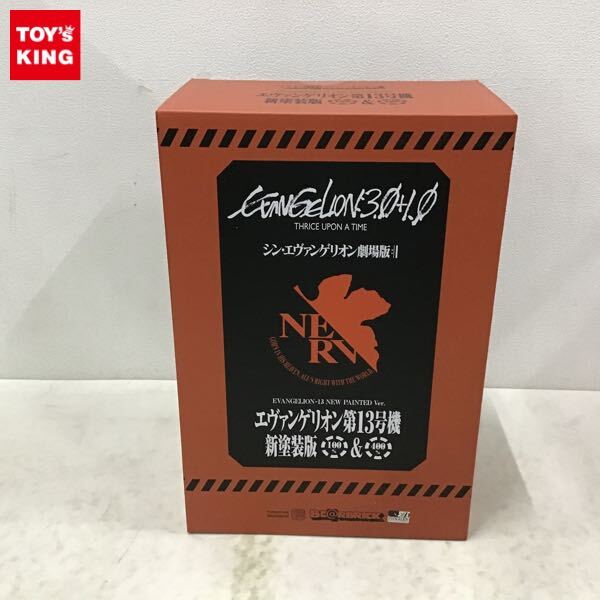 TOY'S
KING
EVANGELION:3.0+1.0
THRICE UPON A TIME
シン・エヴァンゲリオン劇場版:||
NERV
GOD'S IN HIS HEAVEN. ALL'S RIGHT WITH THE WORLD
EVANGELION-13 NEW PAINTED Ver.
エヴァンゲリオン第13号機
新塗装版 100% & 400%
BE@RBRICK